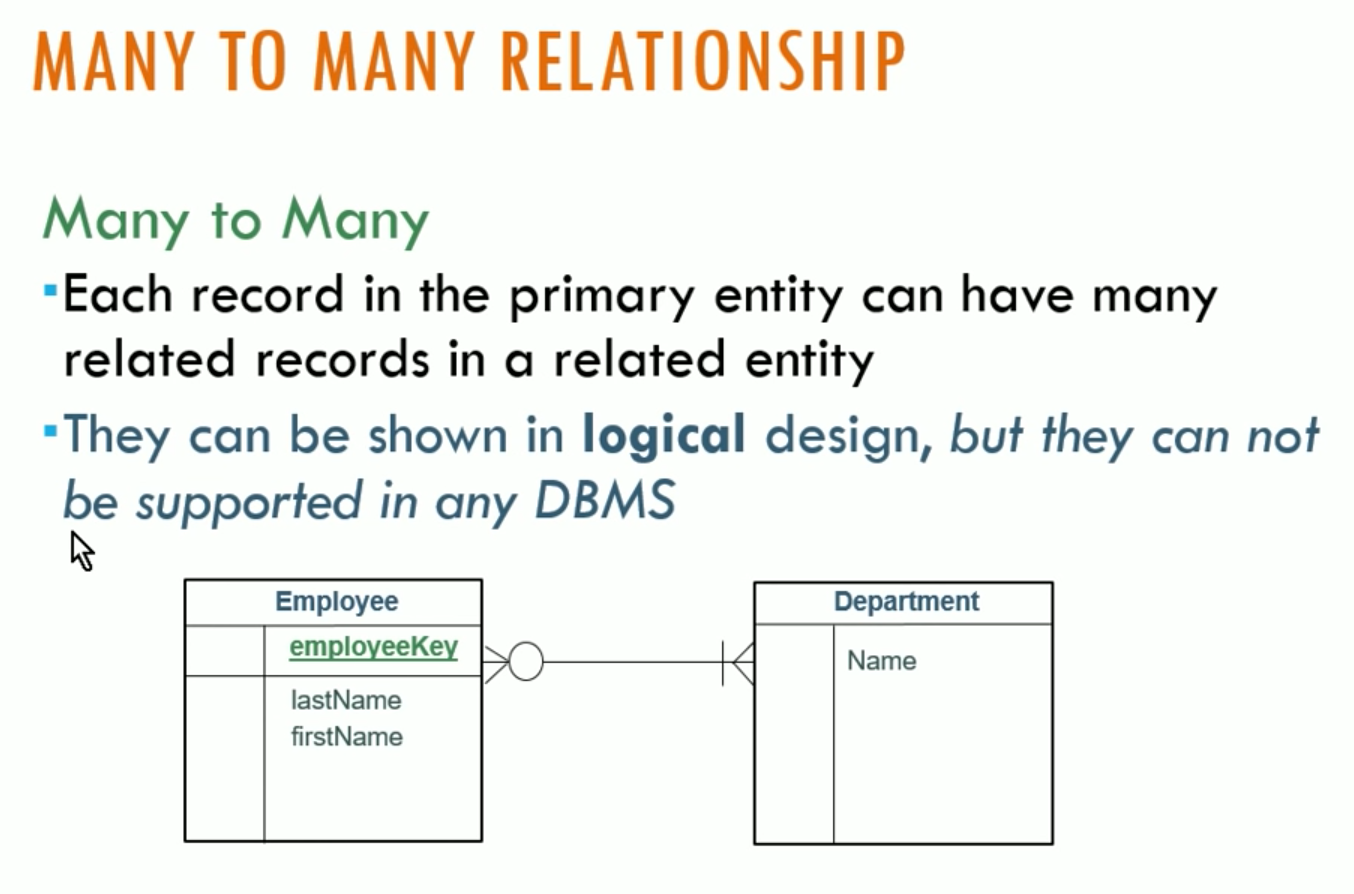 MANY TO MANY RELATIONSHIP
Many to Many
▪Each record in the primary entity can have many
related records in a related entity
▪They can be shown in logical design, but they can not
be supported in any DBMS
Employee
employeeKey
lastName
firstName
Department
Name